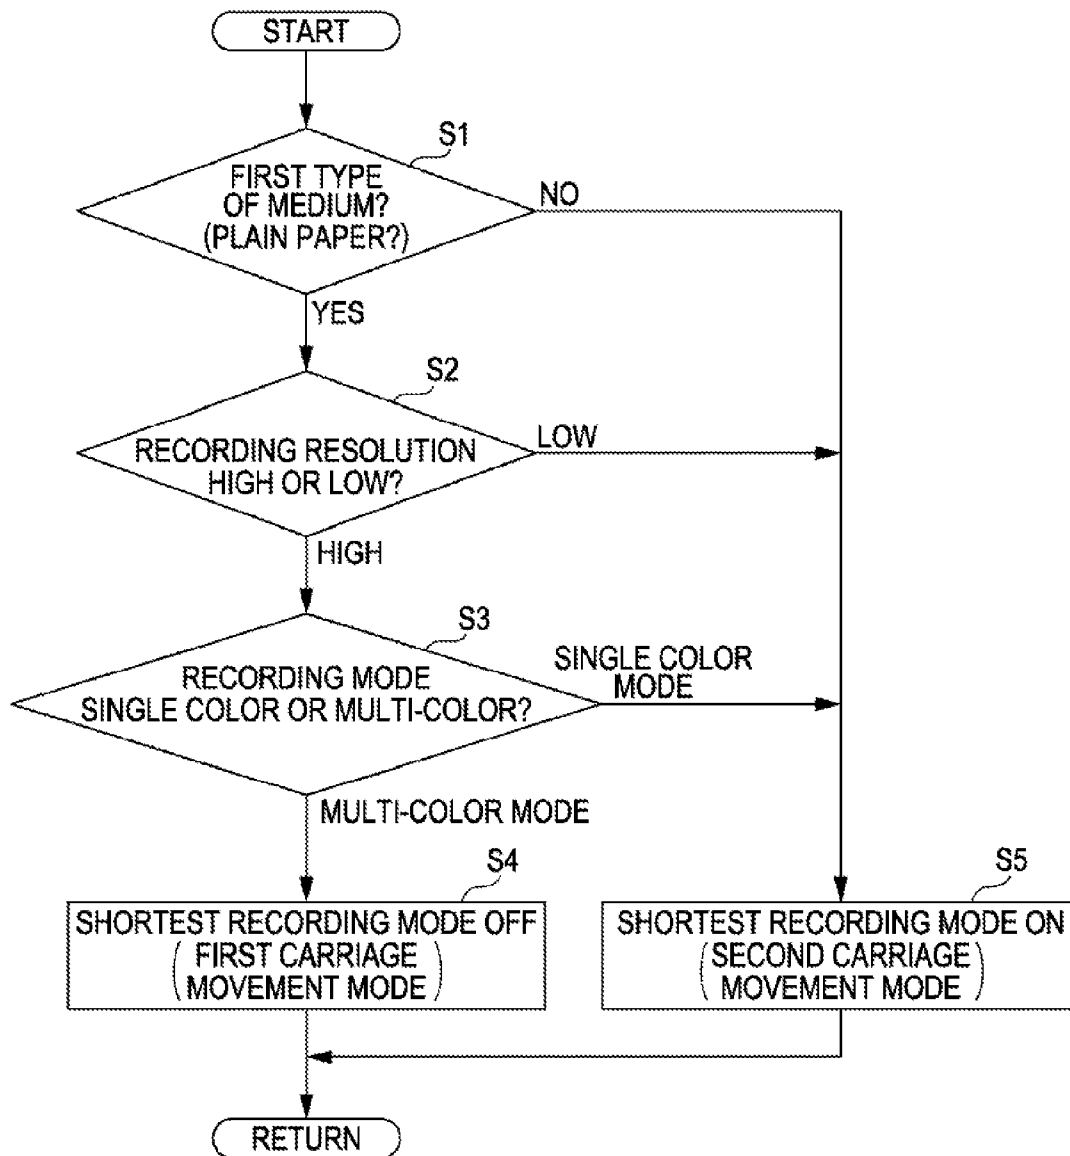 START
S1
FIRST TYPE
OF MEDIUM?
(PLAIN PAPER?)
NO
YES
S2
RECORDING RESOLUTION
HIGH OR LOW?
LOW
HIGH
S3
RECORDING MODE
SINGLE COLOR OR MULTI-COLOR?
SINGLE COLOR
MODE
MULTI-COLOR MODE
S4
SHORTEST RECORDING MODE OFF
(FIRST CARRIAGE
MOVEMENT MODE)
S5
SHORTEST RECORDING MODE ON
(SECOND CARRIAGE
MOVEMENT MODE)
RETURN